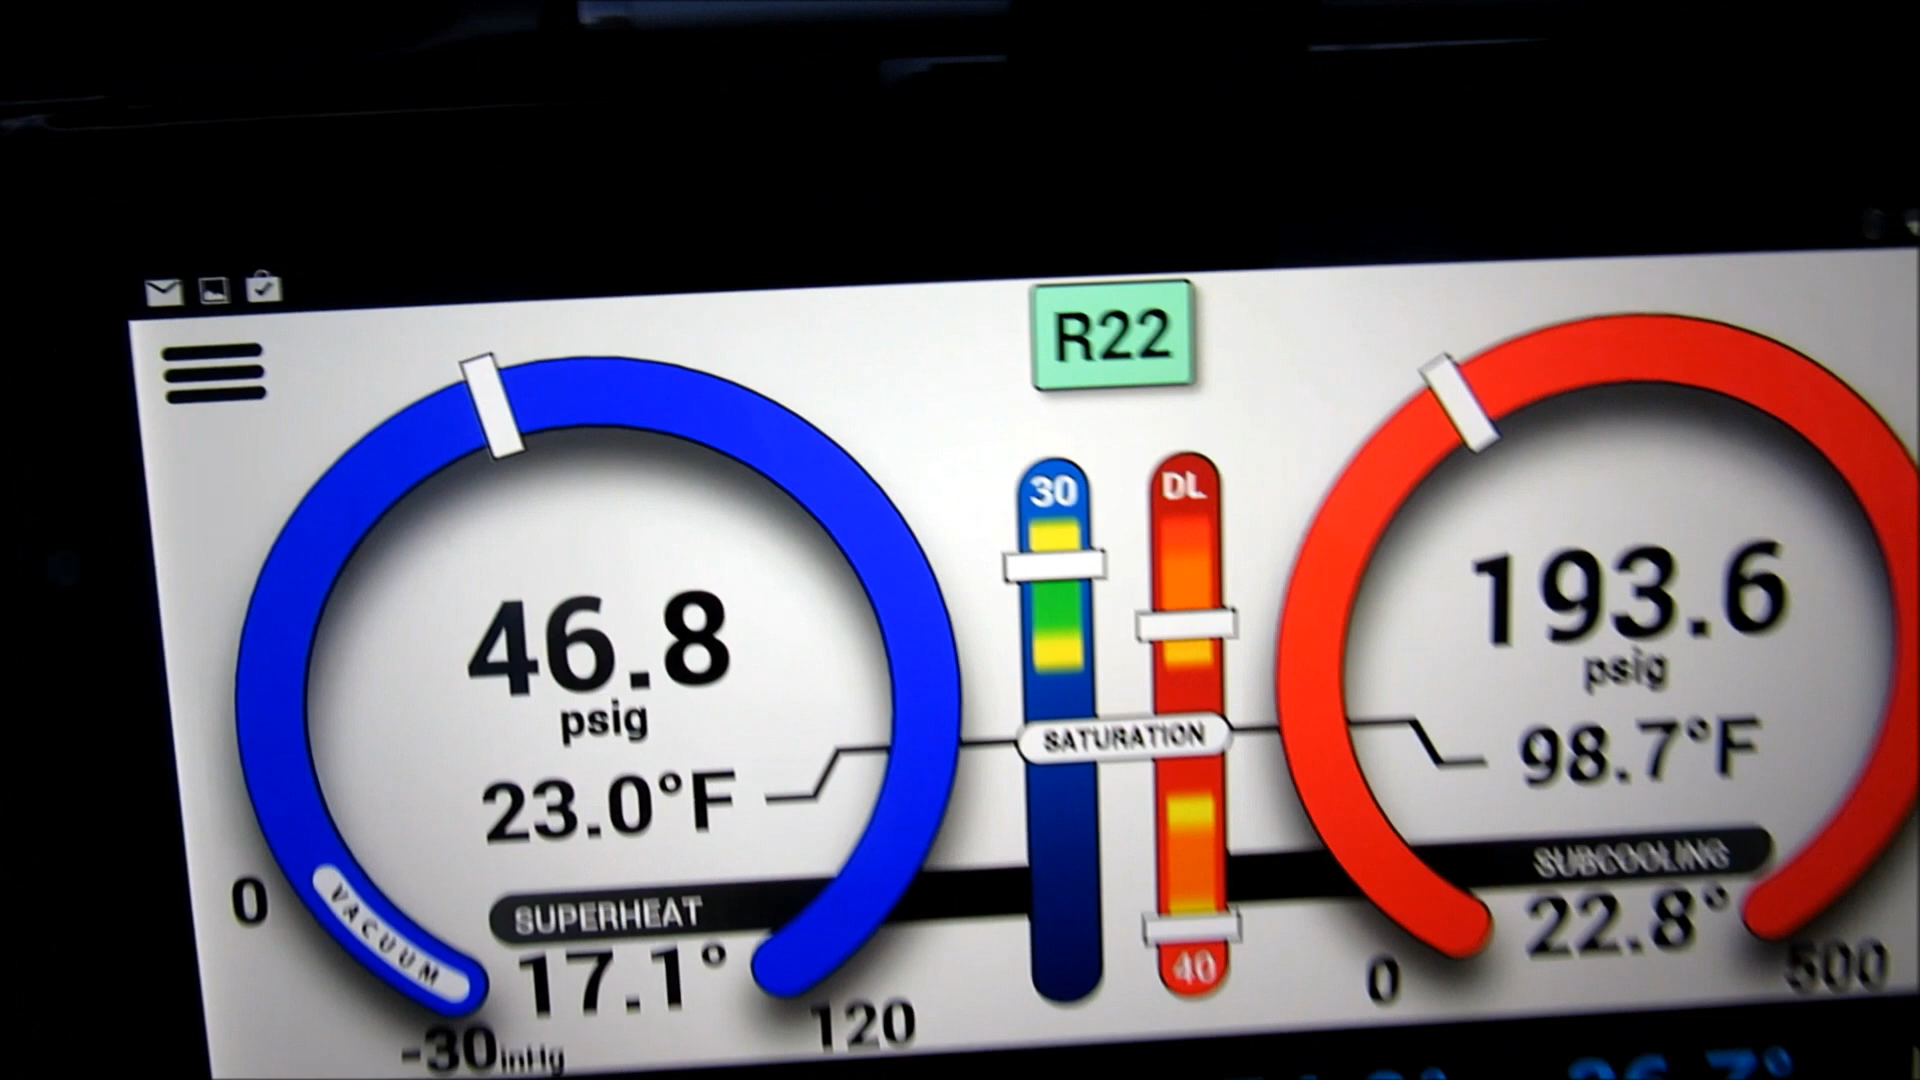 R22
30
DL
46.8
psig
23.0°F
SATURATION
193.6
psig
98.7°F
0
VACUUM
SUPERHEAT
17.1°
-30inHg
120
40
SUBCOOLING
22.8°
0
500